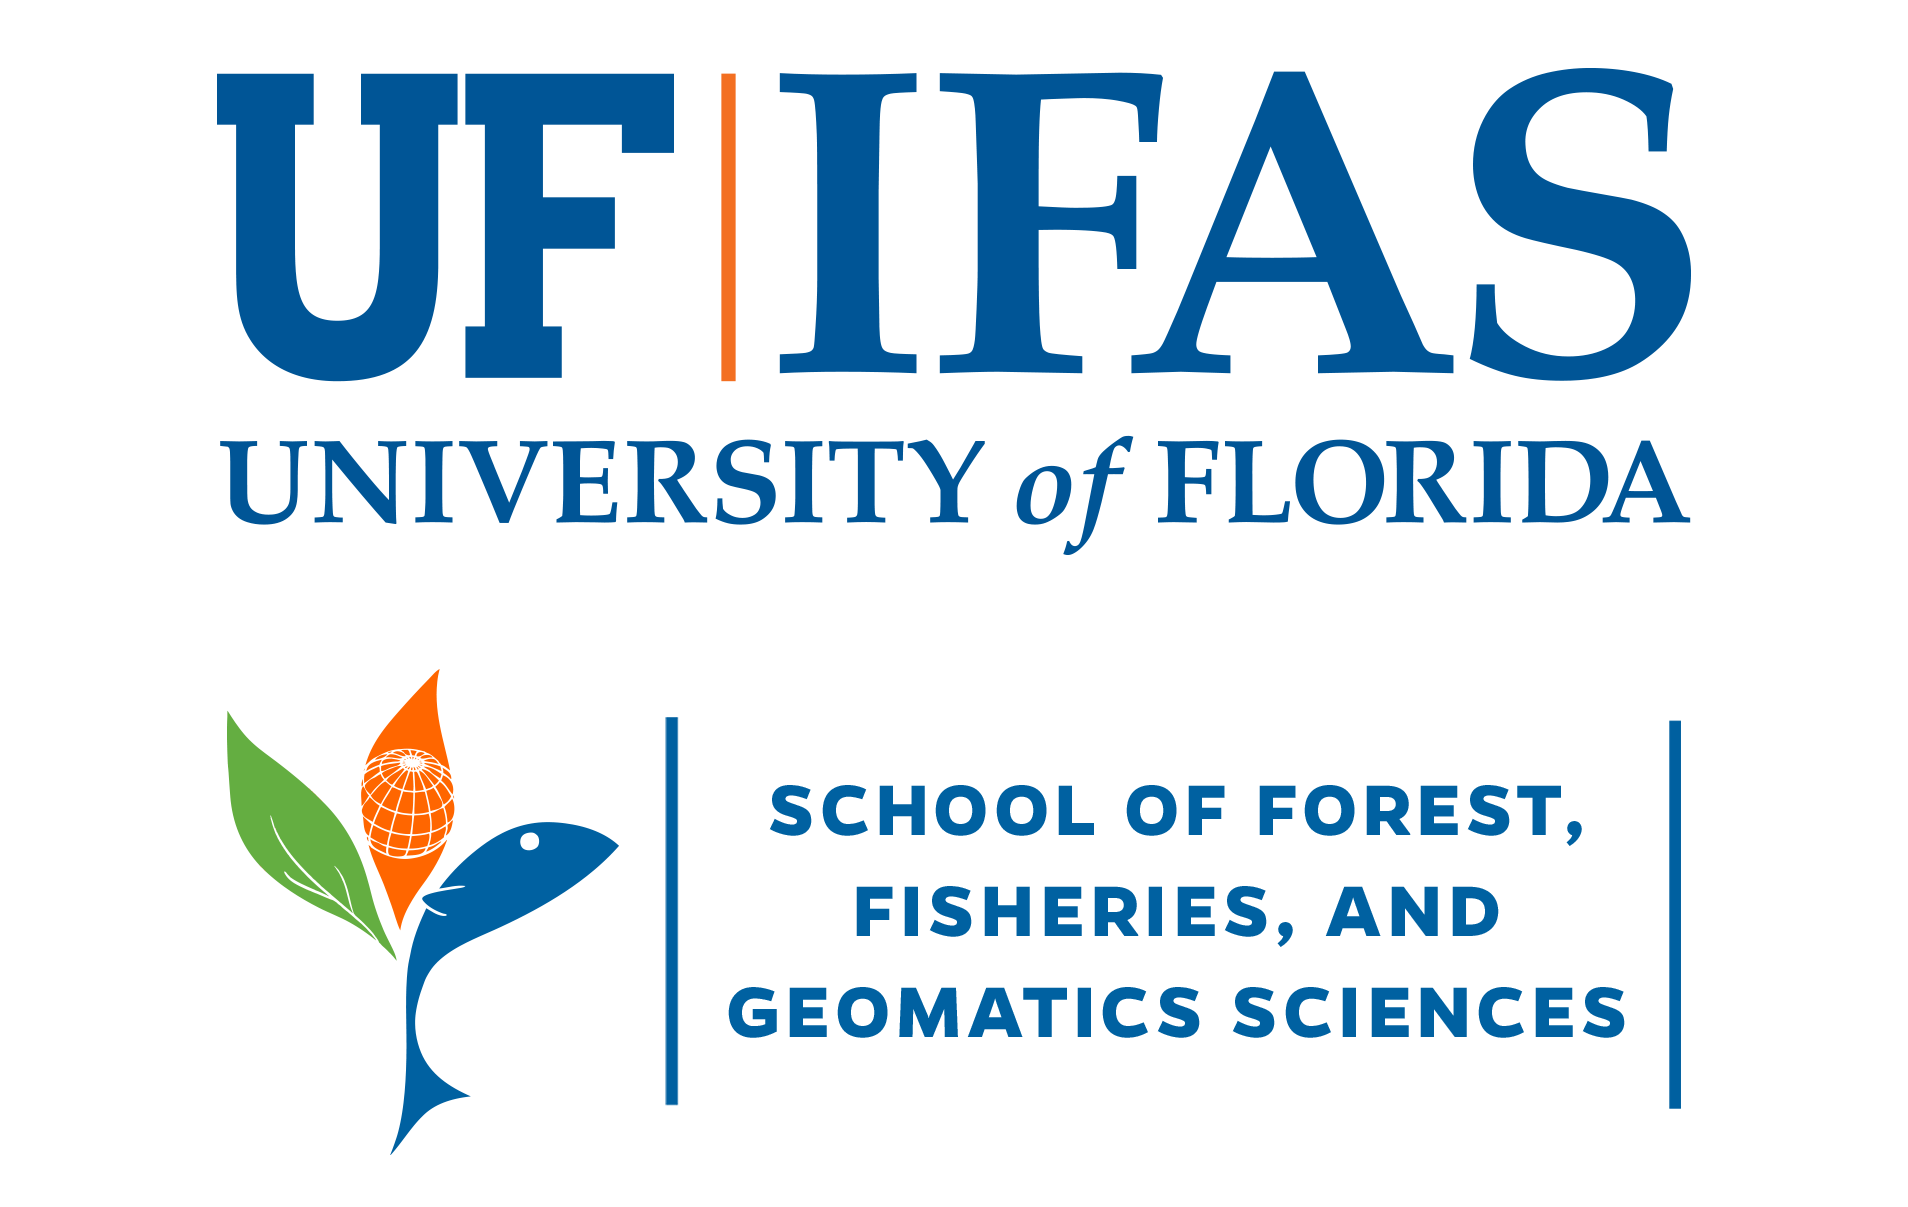 UF|IFAS
UNIVERSITY of FLORIDA
SCHOOL OF FOREST,
FISHERIES, AND
GEOMATICS SCIENCES